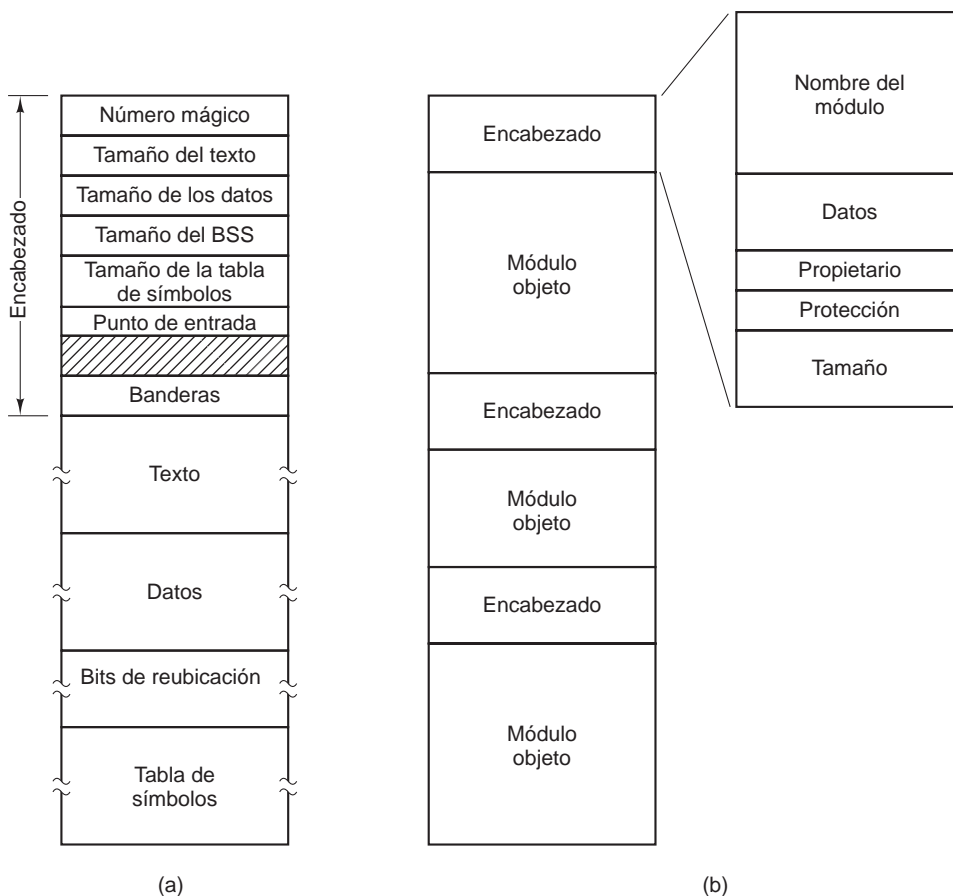 Encabezado
Número mágico
Tamaño del texto
Tamaño de los datos
Tamaño del BSS
Tamaño de la tabla
de símbolos
Punto de entrada
Banderas
Texto
Datos
Bits de reubicación
Tabla de
símbolos
(a)
Encabezado
Módulo
objeto
Encabezado
Módulo
objeto
Encabezado
Módulo
objeto
(b)
Nombre del
módulo
Datos
Propietario
Protección
Tamaño